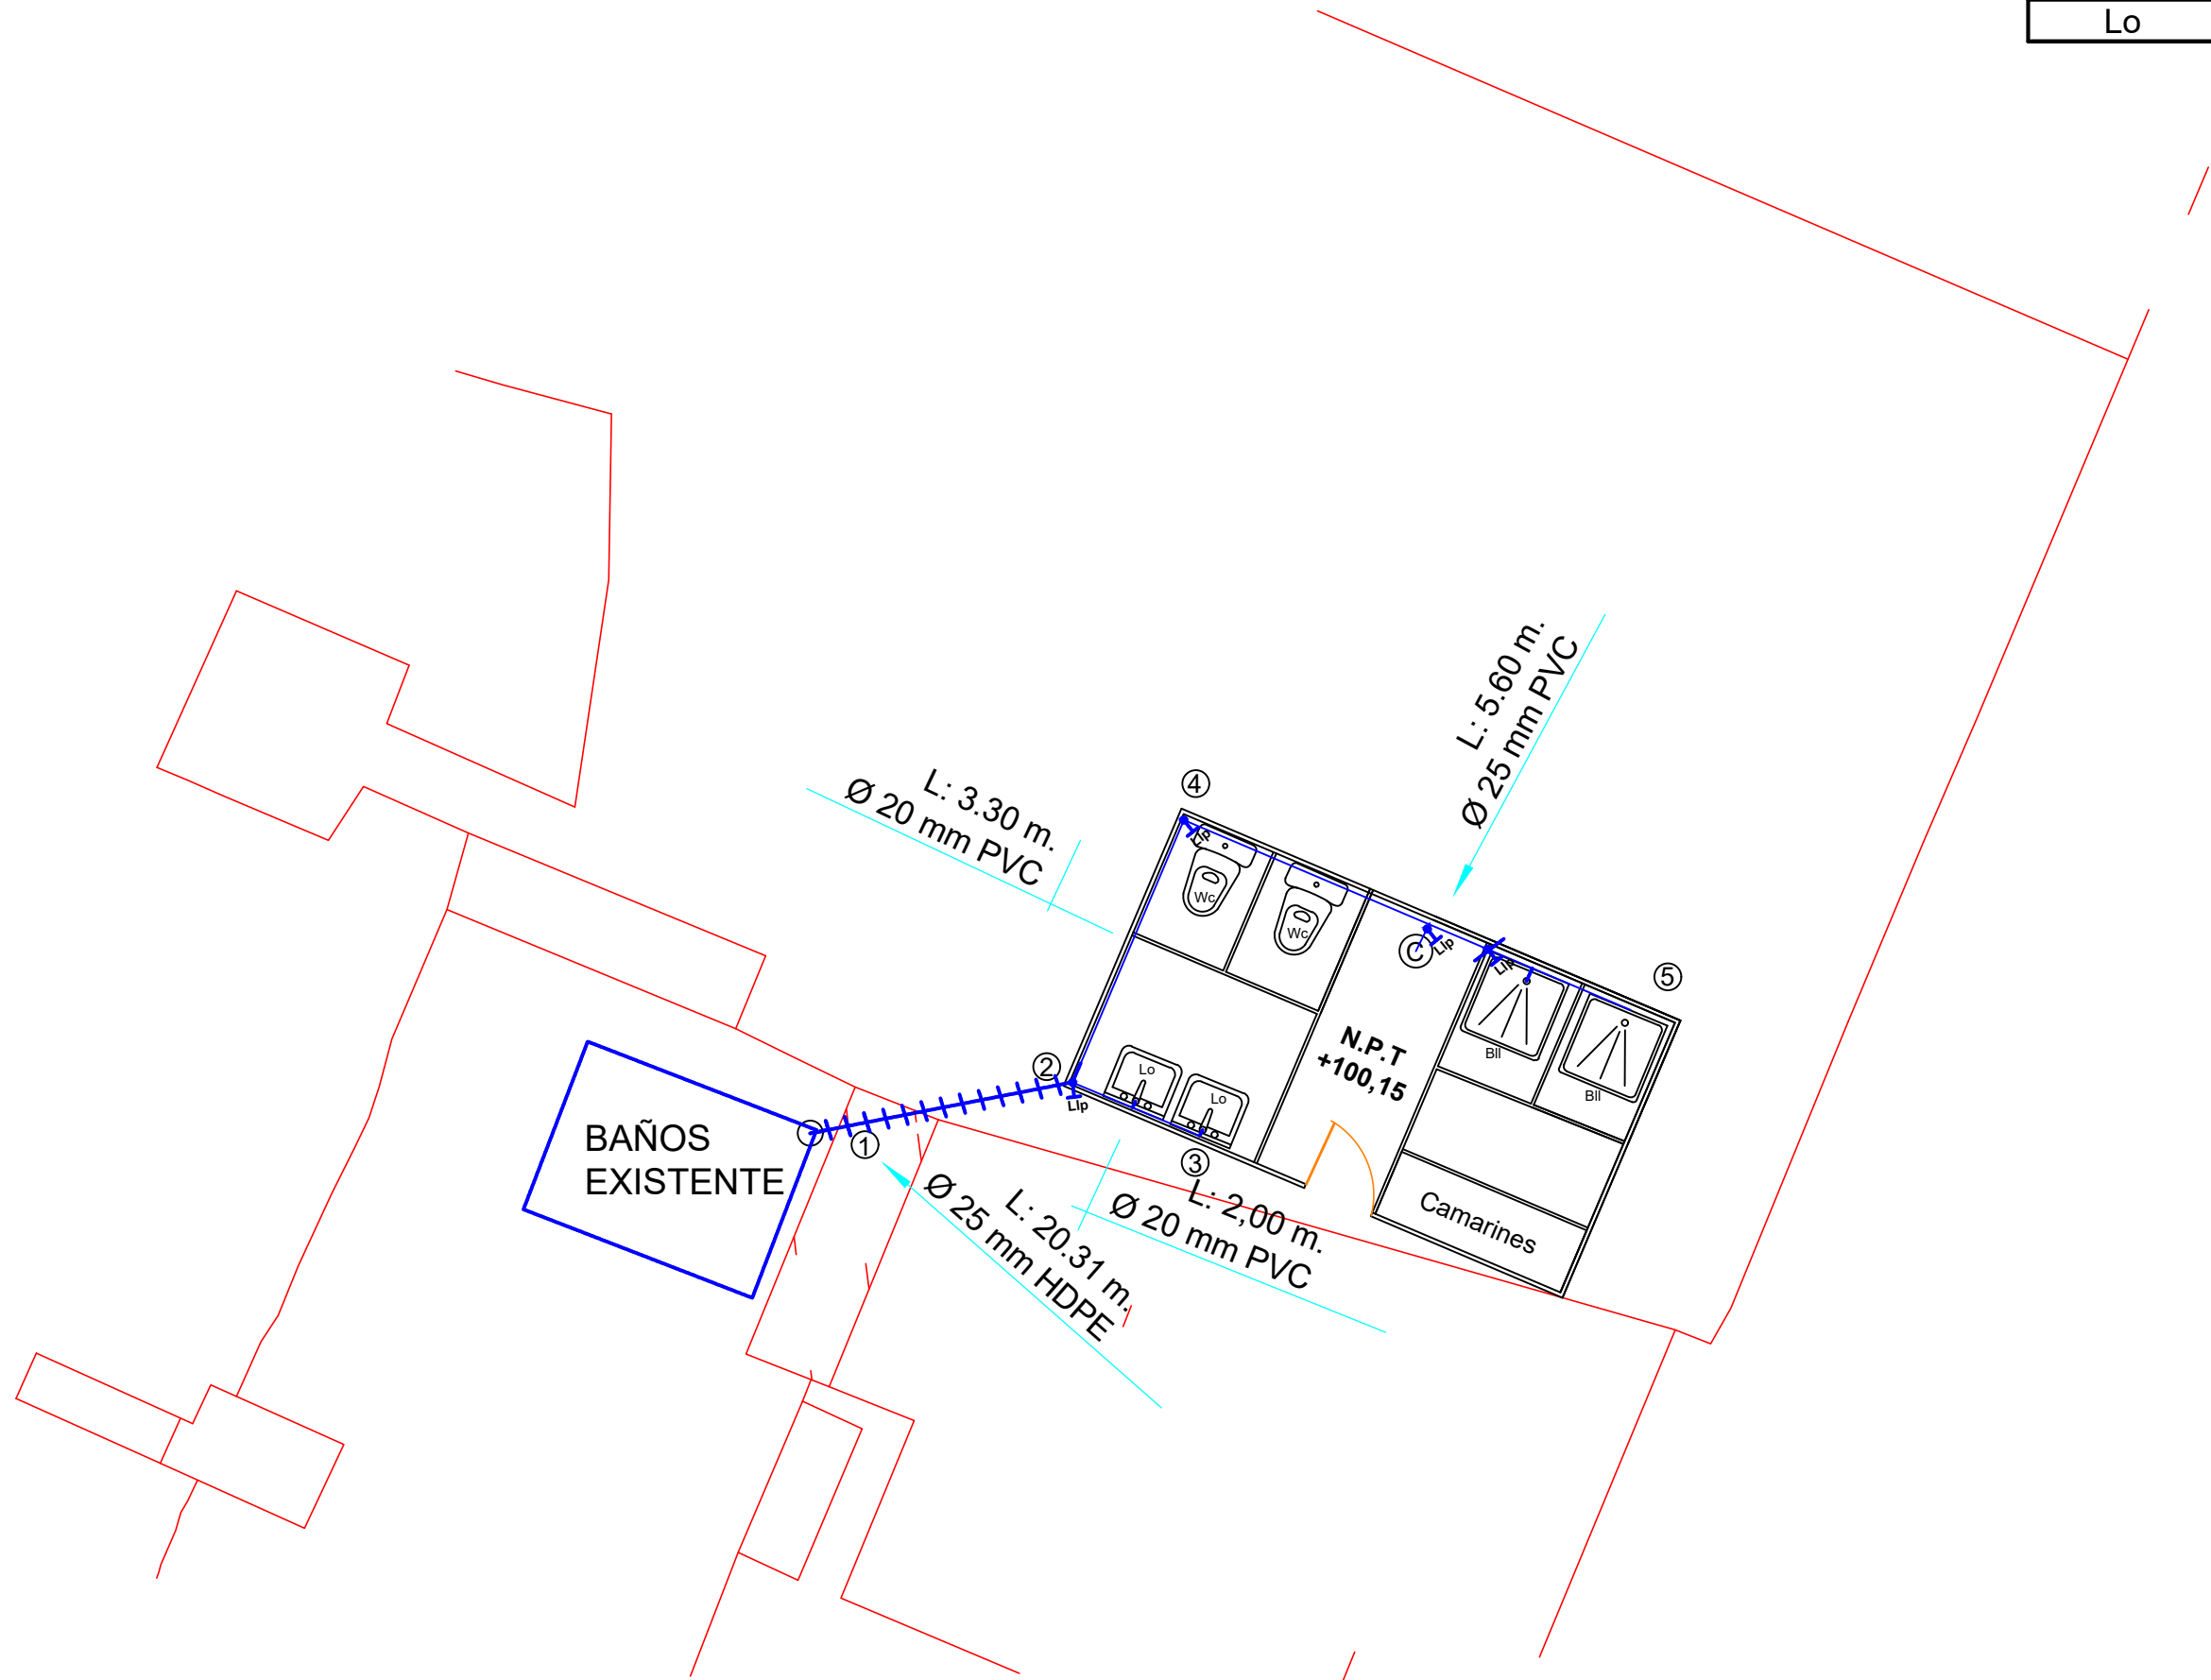 Lo
L: 5.60 m.
Ø 25 mm PVC
L: 3.30 m.
Ø 20 mm PVC
④
Llp
Wc
Wc
Ⓒ
Llp
Llp
⑤
Bll
Bll
N.P.T
+100,15
②
Llp
Lo
Lo
BAÑOS
EXISTENTE
①
③
L: 2,00 m.
Ø 20 mm PVC
L: 20.31 m.
Ø 25 mm HDPE
Camarines